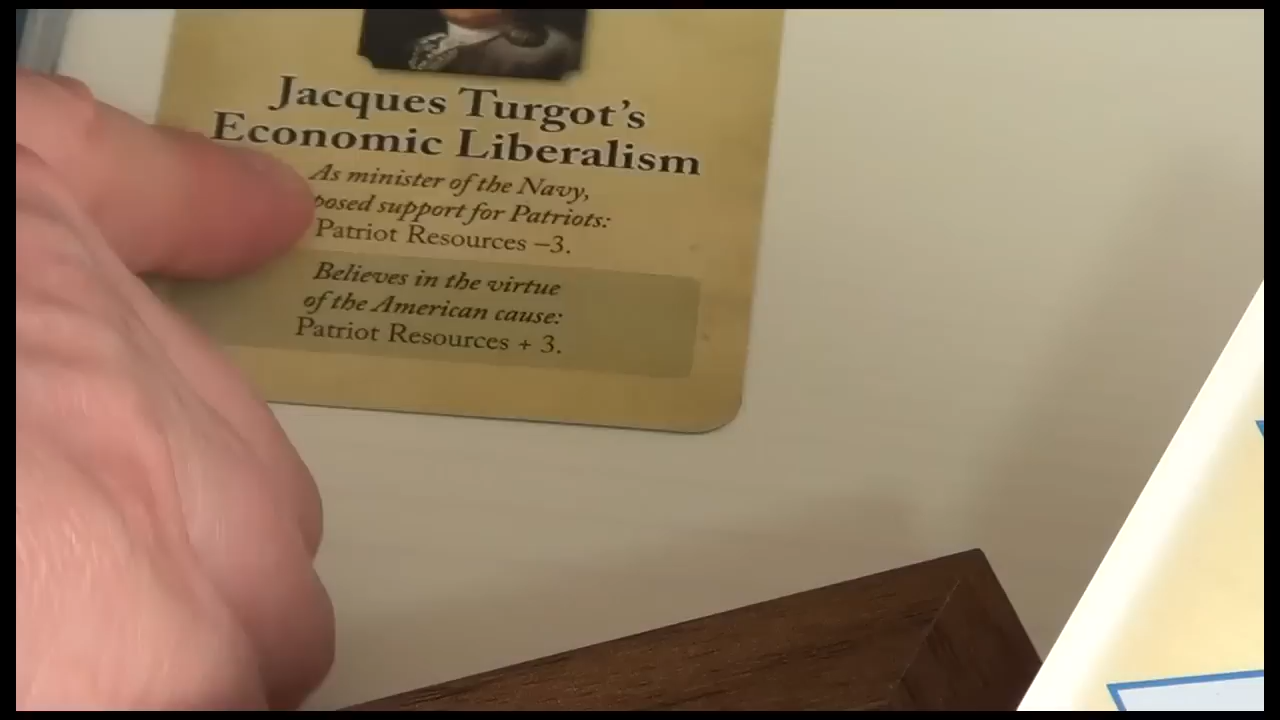 Jacques Turgot's
Economic Liberalism
As minister of the Navy,
posed support for Patriots:
Patriot Resources –3.
Believes in the virtue
of the American cause:
Patriot Resources + 3.